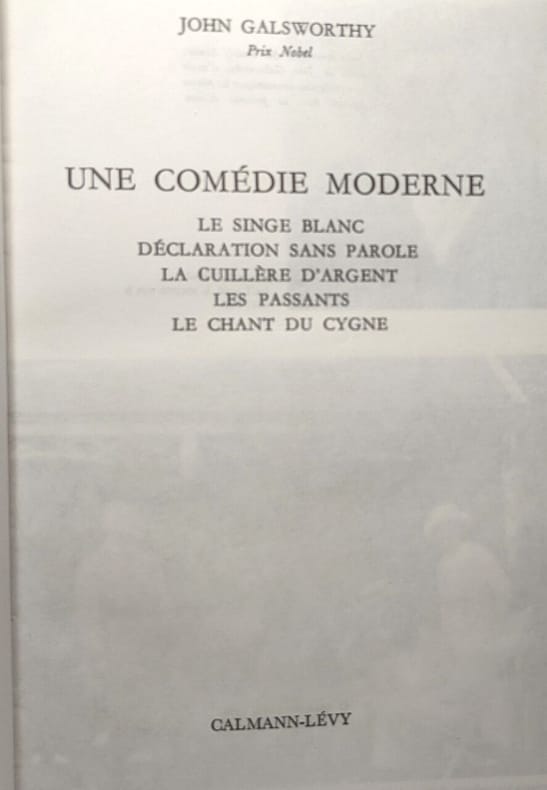 JOHN GALSWORTHY
Prix Nobel
UNE COMÉDIE MODERNE
LE SINGE BLANC
DÉCLARATION SANS PAROLE
LA CUILLÈRE D'ARGENT
LES PASSANTS
LE CHANT DU CYGNE
CALMANN-LÉVY